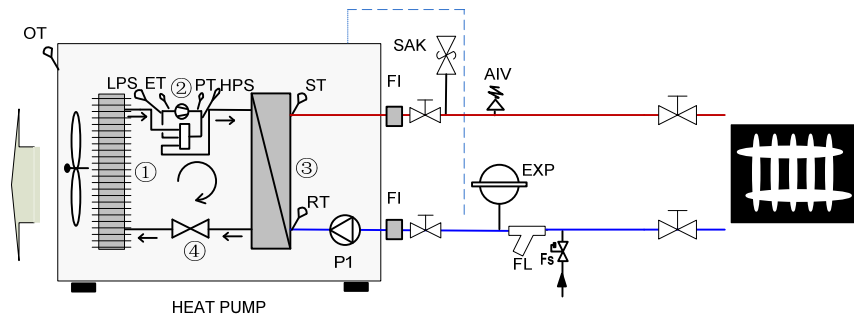 OT
SAK
LPS ET ② PT HPS ST FI AIV
① ③
RT FI EXP
④ P1 FL Fs
HEAT PUMP